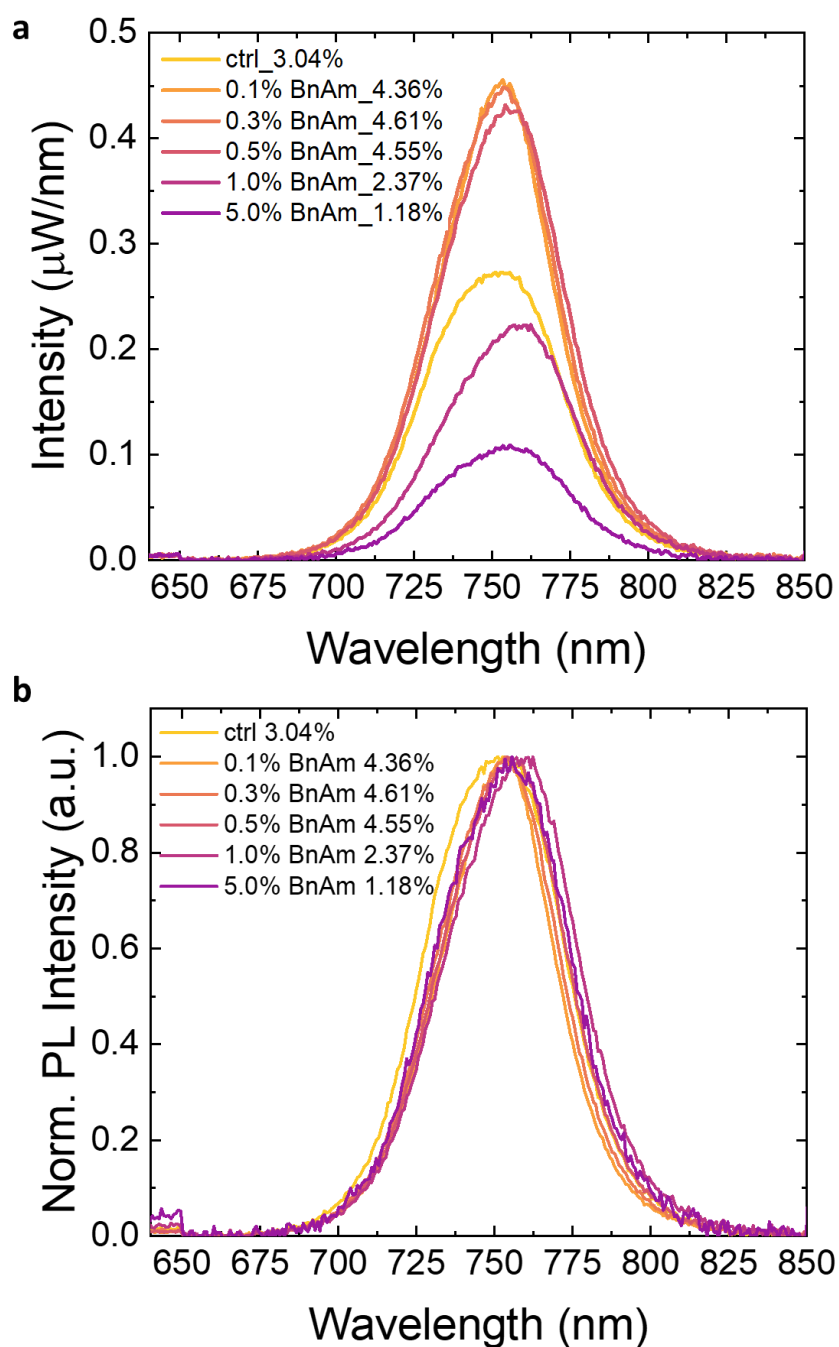 a
Intensity (μW/nm)
0.5
0.4
0.3
0.2
0.1
0.0
ctrl_3.04%
0.1% BnAm_4.36%
0.3% BnAm_4.61%
0.5% BnAm_4.55%
1.0% BnAm_2.37%
5.0% BnAm_1.18%
650 675 700 725 750 775 800 825 850
Wavelength (nm)
b
Norm. PL Intensity (a.u.)
1.0
0.8
0.6
0.4
0.2
0.0
ctrl 3.04%
0.1% BnAm 4.36%
0.3% BnAm 4.61%
0.5% BnAm 4.55%
1.0% BnAm 2.37%
5.0% BnAm 1.18%
650 675 700 725 750 775 800 825 850
Wavelength (nm)